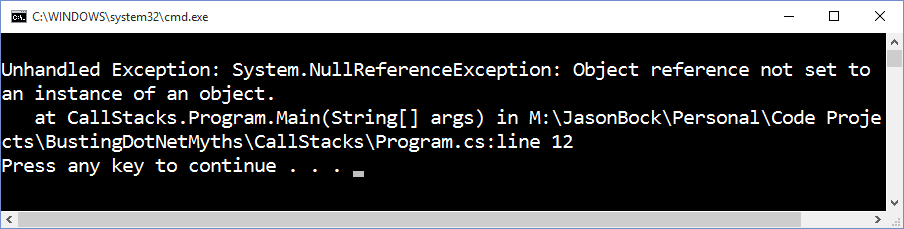 C:\WINDOWS\system32\cmd.exe
Unhandled Exception: System.NullReferenceException: Object reference not set to
an instance of an object.
   at CallStacks.Program.Main(String[] args) in M:\JasonBock\Personal\Code Proje
cts\BustingDotNetMyths\CallStacks\Program.cs:line 12
Press any key to continue . . .